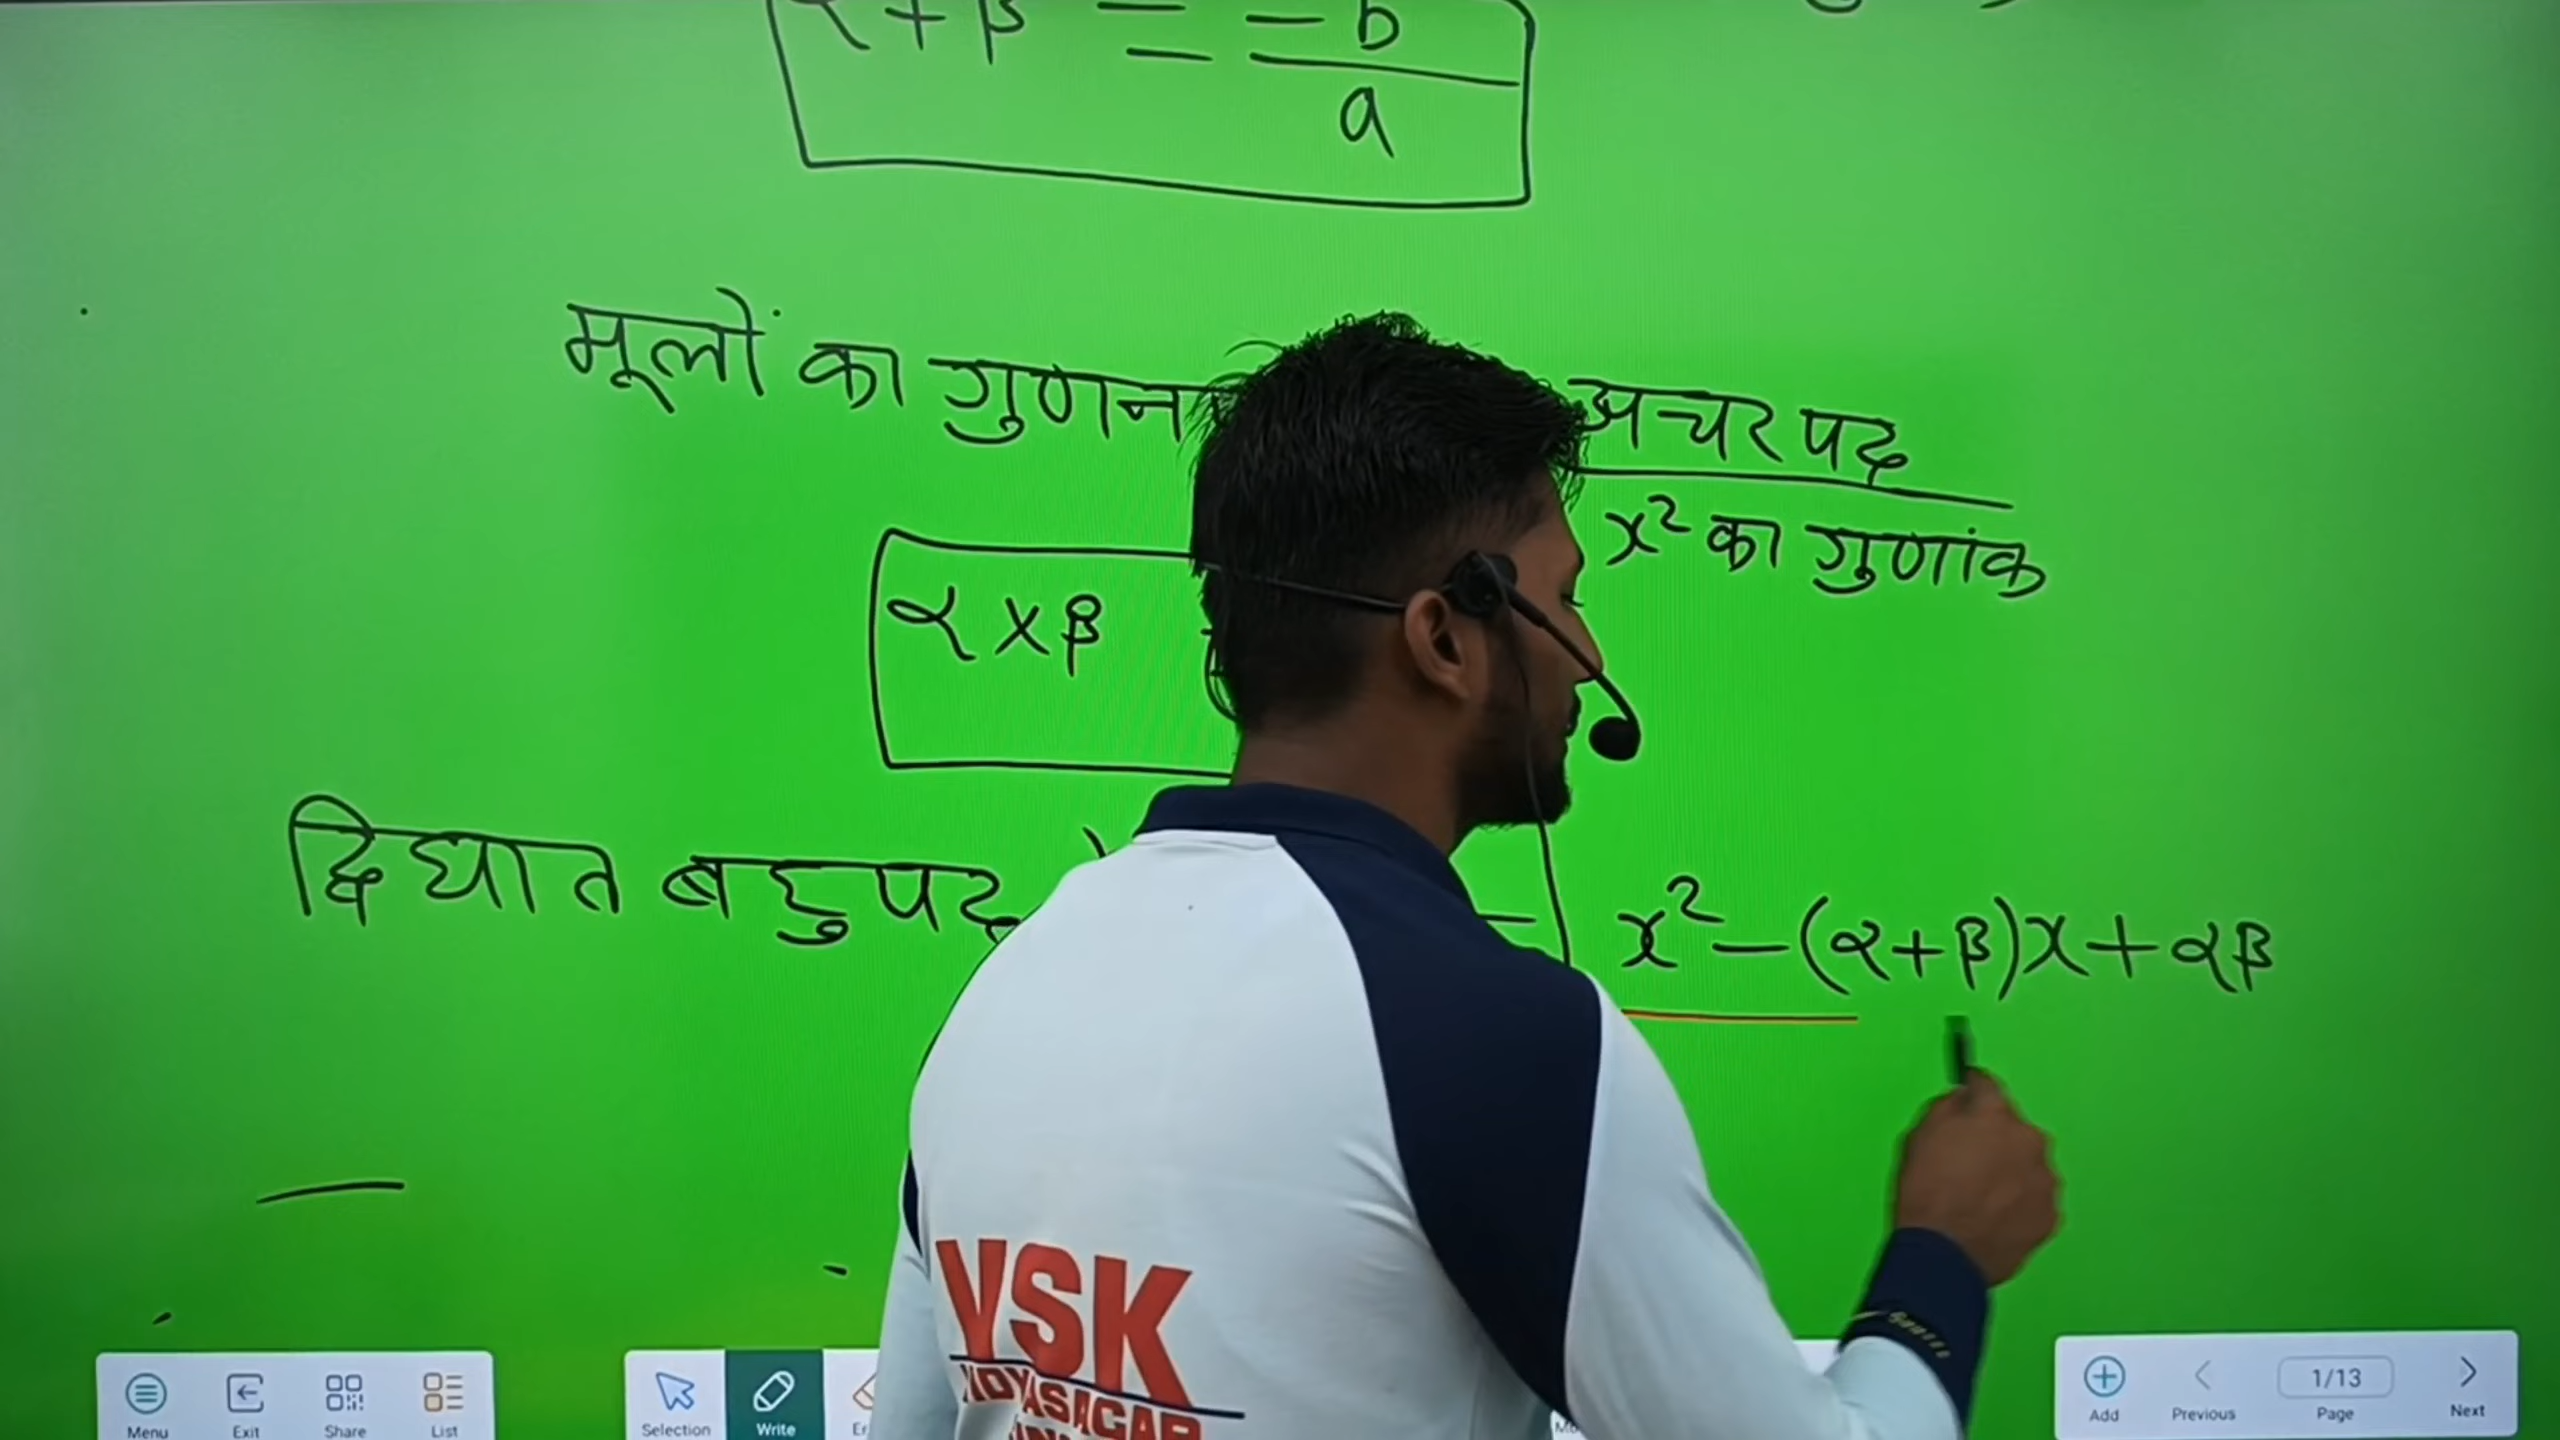 α + β = -b
a
मूलों का गुणन
अचर पद
x² का गुणांक
α × β
द्विघात बहुपद = x² - (α+β)x + αβ
VSK
Menu Exit Share List Selection Write Add Previous 1/13 Page Next